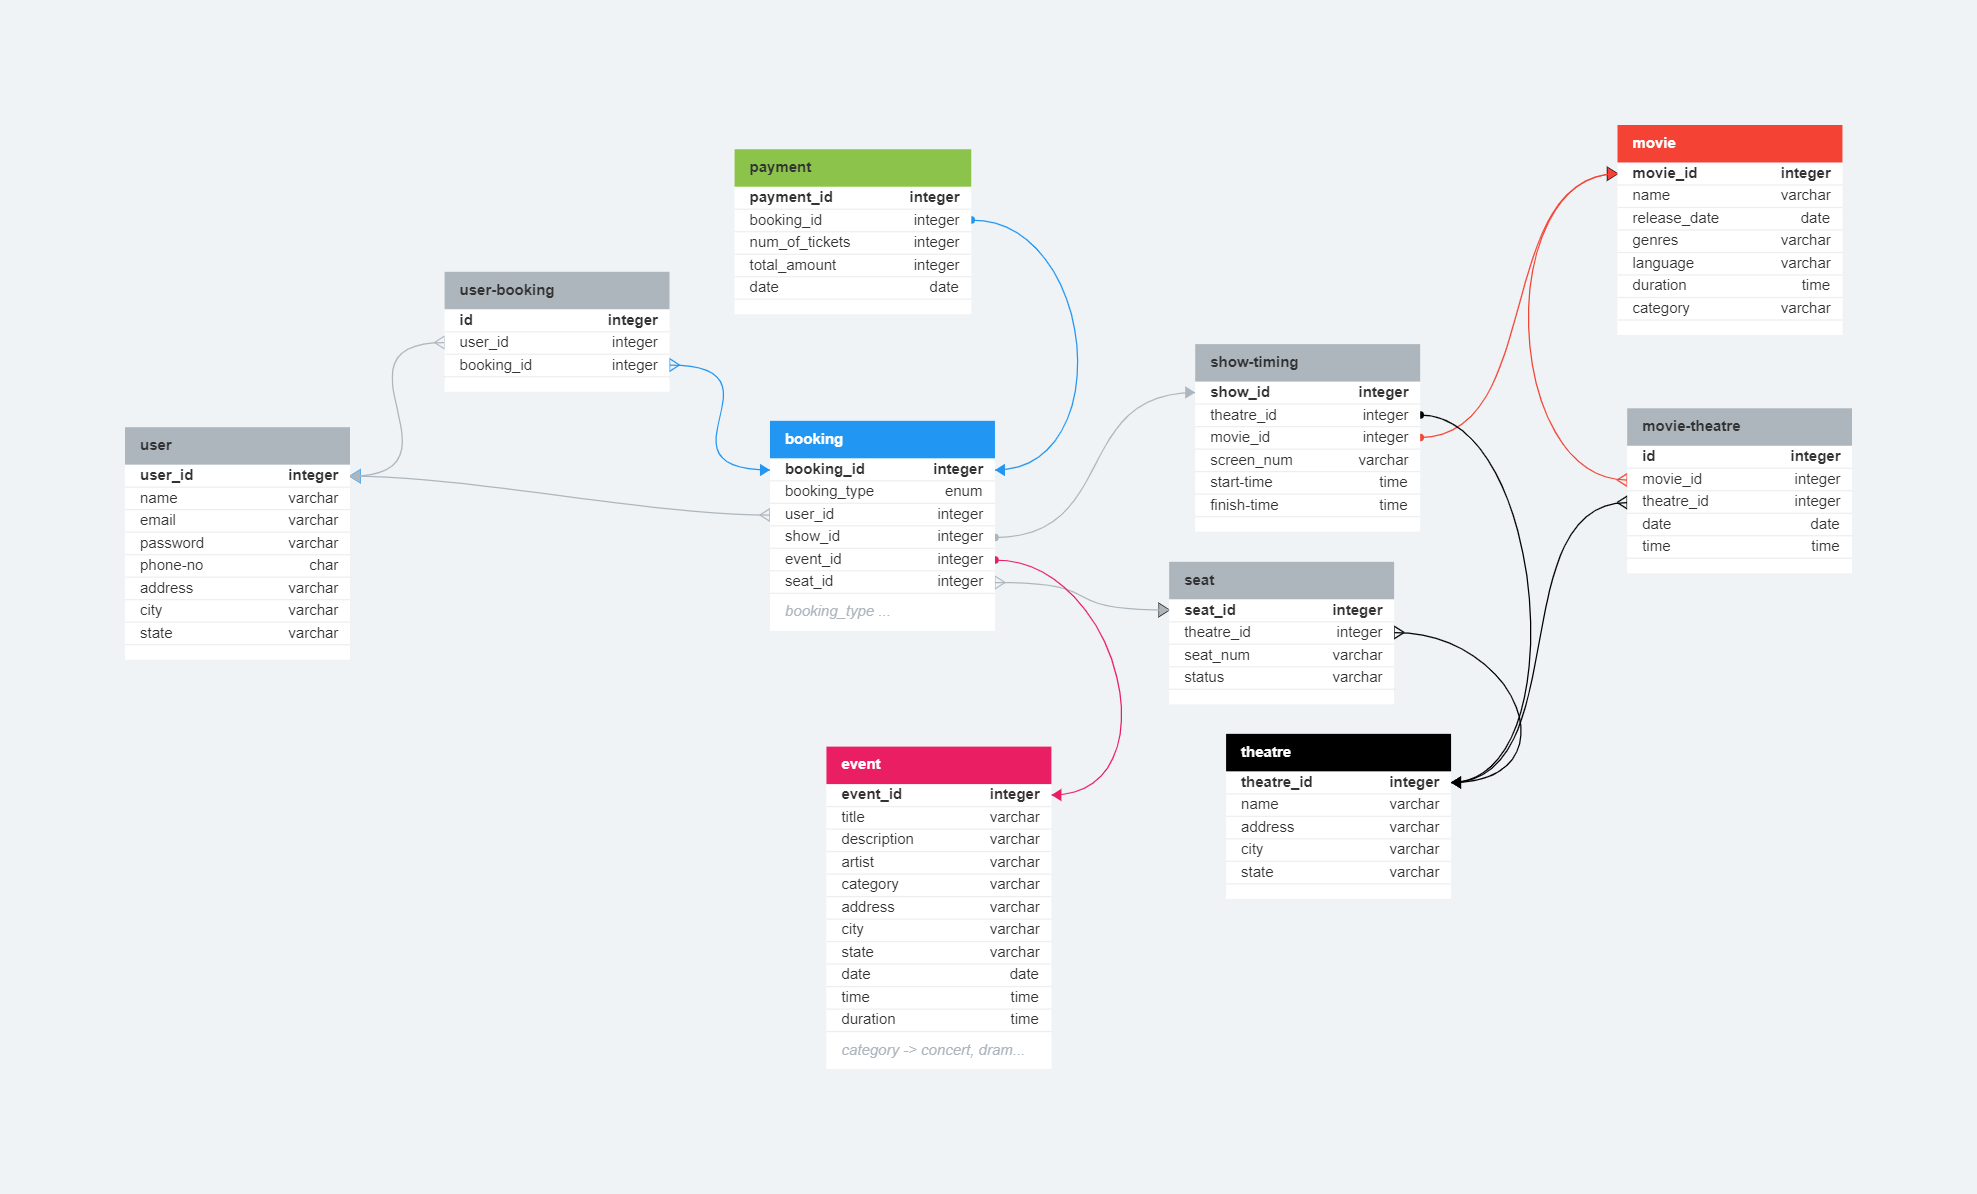 movie
movie_id integer
name varchar
release_date date
genres varchar
language varchar
duration time
category varchar
payment
payment_id integer
booking_id integer
num_of_tickets integer
total_amount integer
date date
user-booking
id integer
user_id integer
booking_id integer
show-timing
show_id integer
theatre_id integer
movie_id integer
screen_num varchar
start-time time
finish-time time
movie-theatre
id integer
movie_id integer
theatre_id integer
date date
time time
user
user_id integer
name varchar
email varchar
password varchar
phone-no char
address varchar
city varchar
state varchar
booking
booking_id integer
booking_type enum
user_id integer
show_id integer
event_id integer
seat_id integer
booking_type ...
seat
seat_id integer
theatre_id integer
seat_num varchar
status varchar
event
event_id integer
title varchar
description varchar
artist varchar
category varchar
address varchar
city varchar
state varchar
date date
time time
duration time
category -> concert, dram...
theatre
theatre_id integer
name varchar
address varchar
city varchar
state varchar